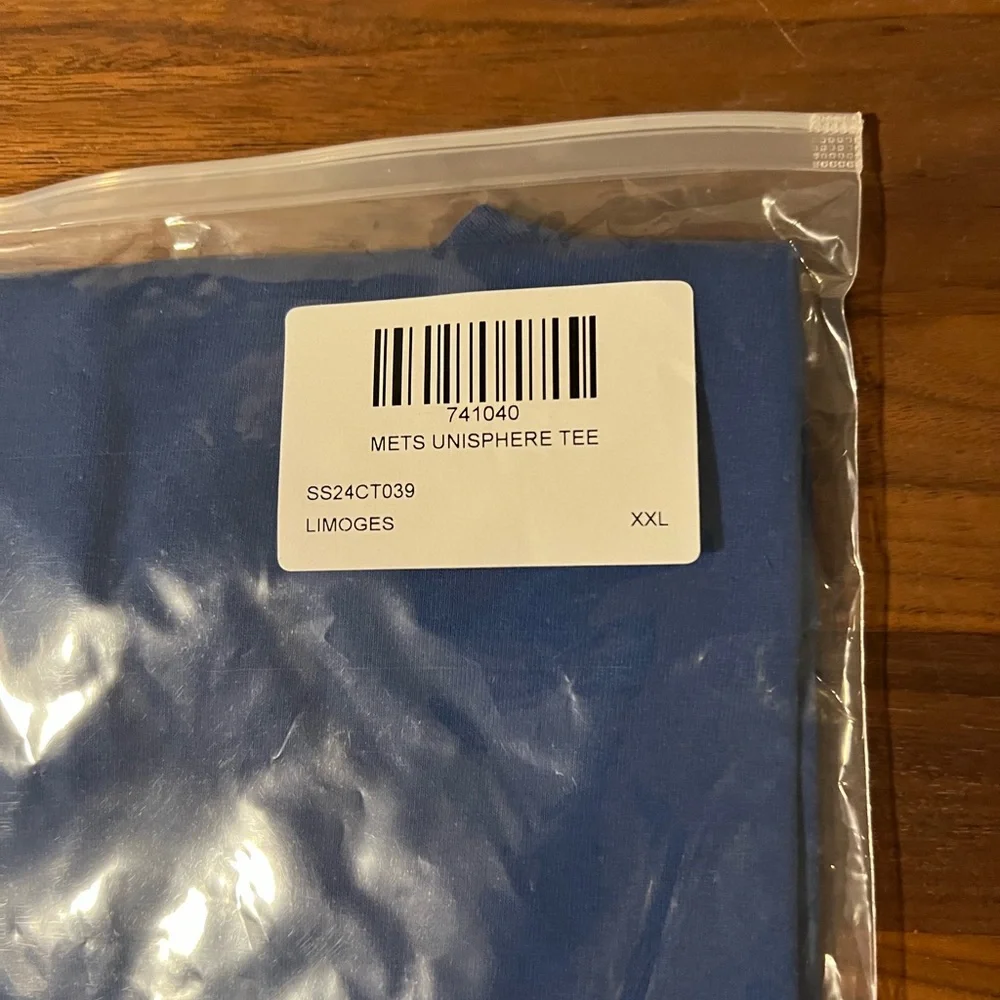 741040
METS UNISPHERE TEE
SS24CT039
LIMOGES XXL